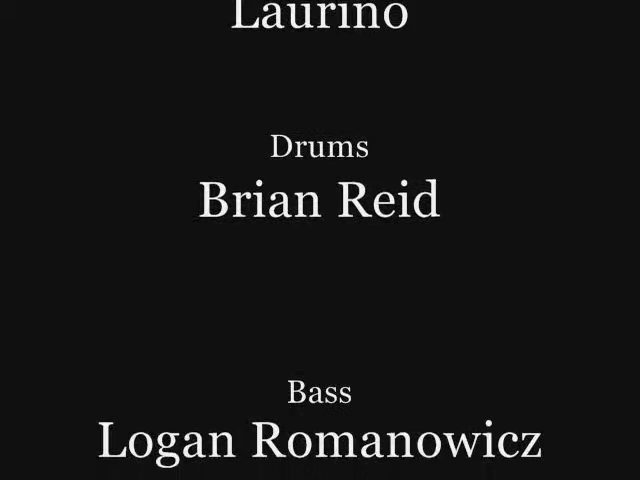 Laurino
Drums
Brian Reid
Bass
Logan Romanowicz